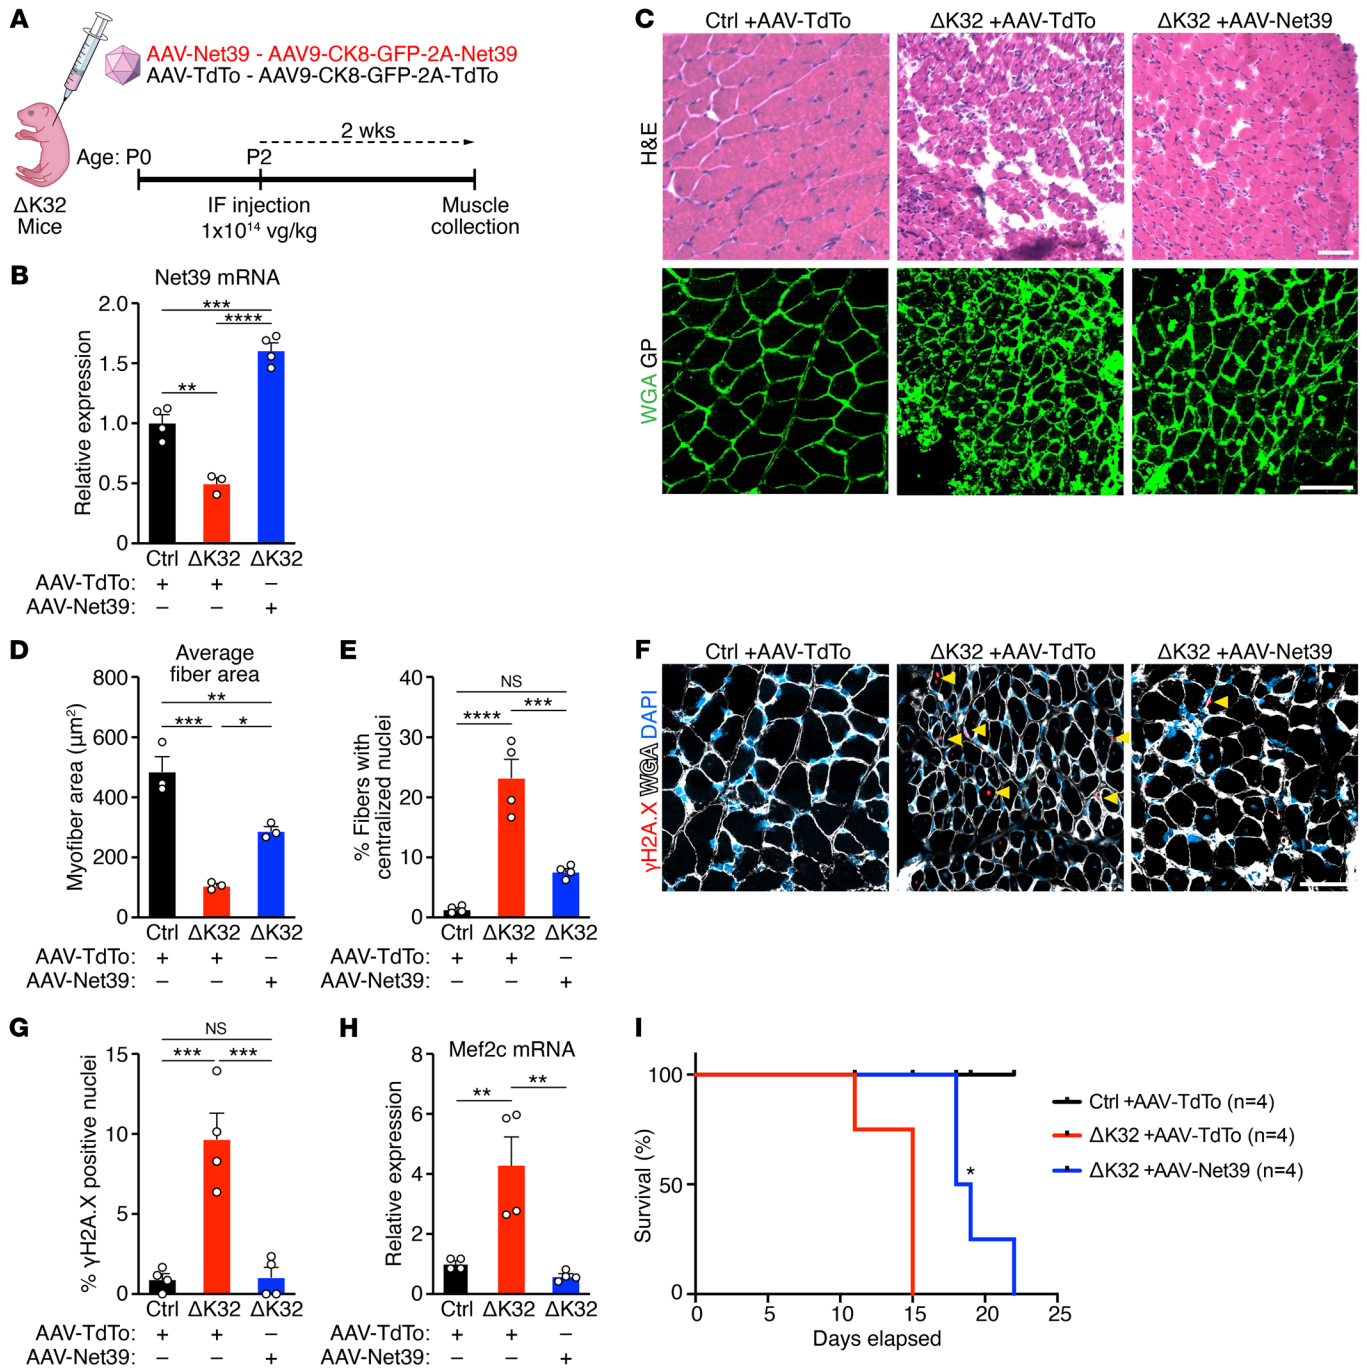 A
AAV-Net39 - AAV9-CK8-GFP-2A-Net39
AAV-TdTo - AAV9-CK8-GFP-2A-TdTo
2 wks
Age: P0
P2
ΔK32
Mice
IF injection
1x10¹⁴ vg/kg
Muscle
collection
B
Net39 mRNA
Relative expression
2.0
1.5
1.0
0.5
0
***
****
**
Ctrl ΔK32 ΔK32
AAV-TdTo: + + –
AAV-Net39: – – +
C
Ctrl +AAV-TdTo
ΔK32 +AAV-TdTo
ΔK32 +AAV-Net39
H&E
WGA GP
D
Average
fiber area
Myofiber area (µm²)
800
600
400
200
0
**
*** *
Ctrl ΔK32 ΔK32
AAV-TdTo: + + –
AAV-Net39: – – +
E
% Fibers with
centralized nuclei
40
30
20
10
0
NS
**** ***
Ctrl ΔK32 ΔK32
AAV-TdTo: + + –
AAV-Net39: – – +
F
Ctrl +AAV-TdTo
ΔK32 +AAV-TdTo
ΔK32 +AAV-Net39
γH2A.X WGA DAPI
G
% γH2A.X positive nuclei
15
10
5
0
NS
*** ***
Ctrl ΔK32 ΔK32
AAV-TdTo: + + –
AAV-Net39: – – +
H
Mef2c mRNA
Relative expression
8
6
4
2
0
** **
Ctrl ΔK32 ΔK32
AAV-TdTo: + + –
AAV-Net39: – – +
I
Survival (%)
100
50
0
*
0 5 10 15 20 25
Days elapsed
Ctrl +AAV-TdTo (n=4)
ΔK32 +AAV-TdTo (n=4)
ΔK32 +AAV-Net39 (n=4)